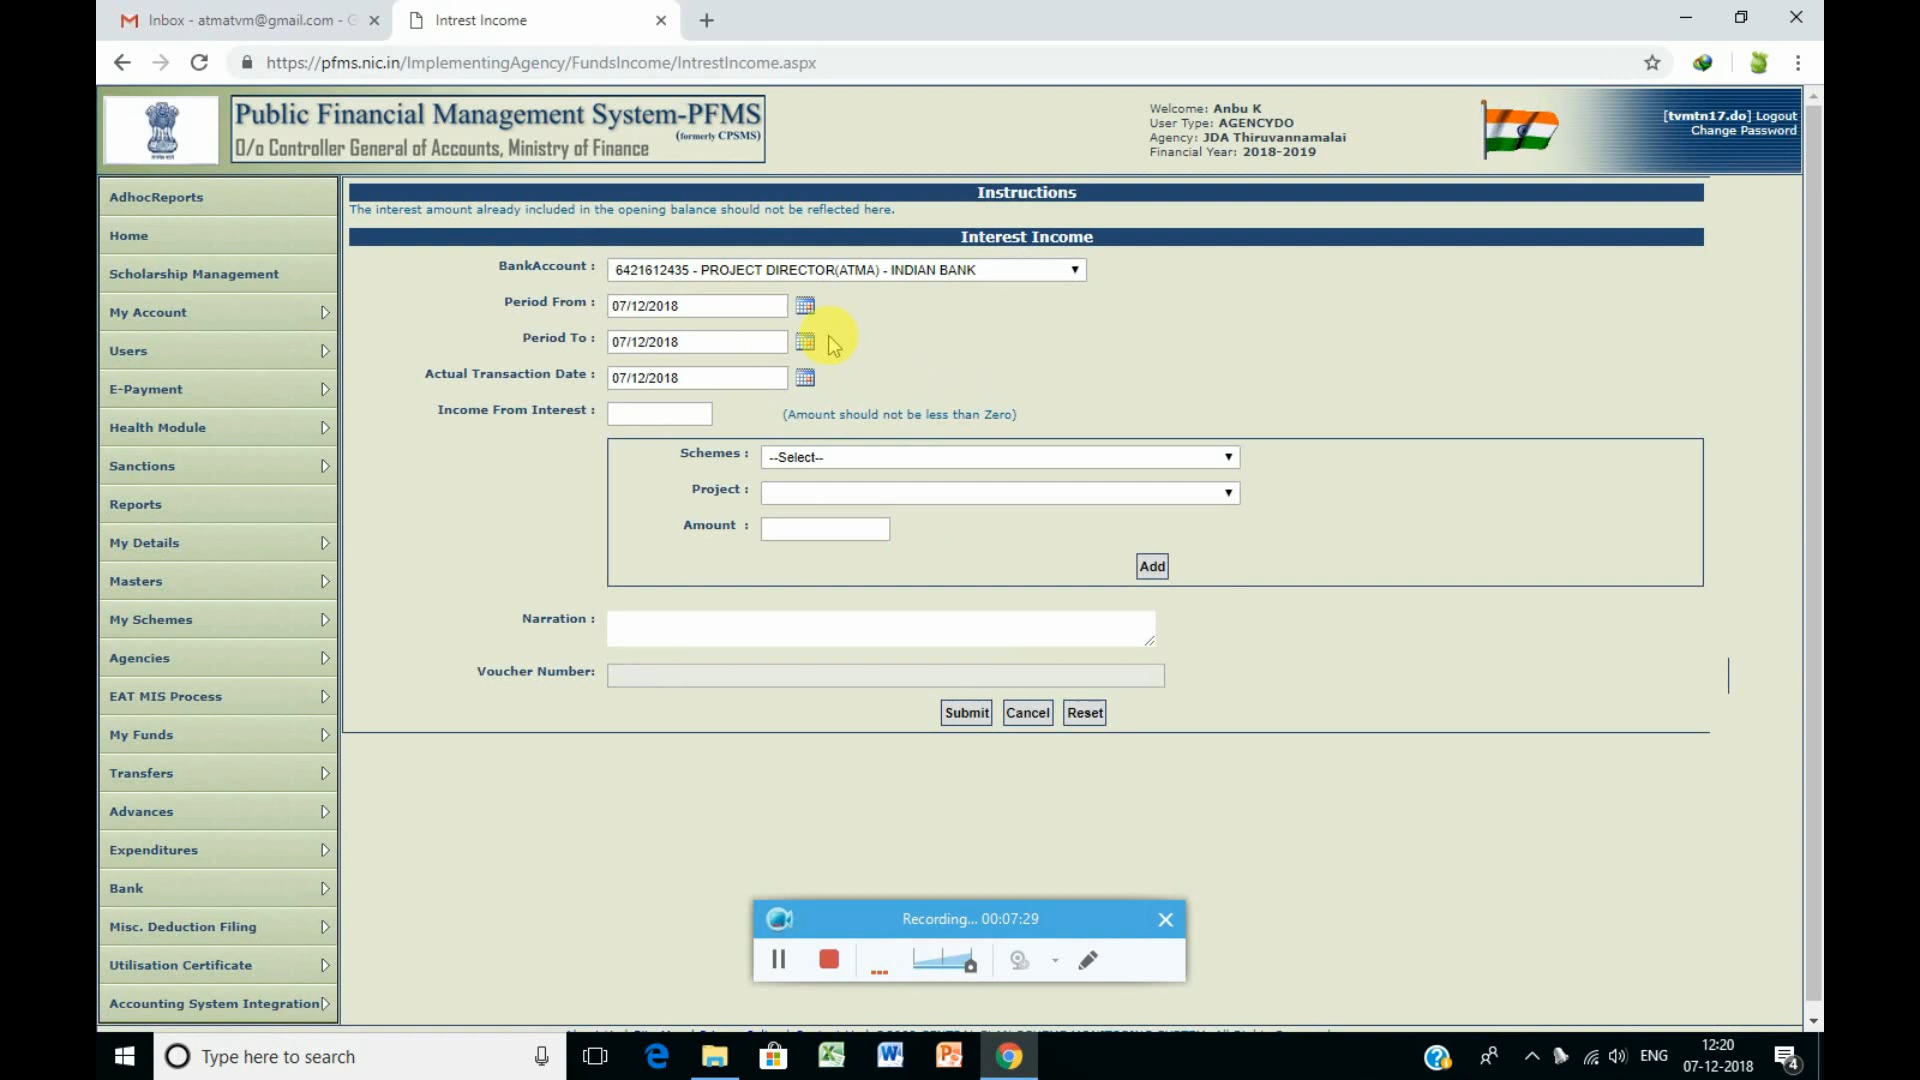 Inbox - atmatvm@gmail.com - G
Intrest Income
https://pfms.nic.in/ImplementingAgency/FundsIncome/IntrestIncome.aspx
Public Financial Management System-PFMS
(formerly CPSMS)
O/o Controller General of Accounts, Ministry of Finance
Welcome: Anbu K
User Type: AGENCYDO
Agency: JDA Thiruvannamalai
Financial Year: 2018-2019
[tvmtn17.do] Logout
Change Password
AdhocReports
Home
Scholarship Management
My Account
Users
E-Payment
Health Module
Sanctions
Reports
My Details
Masters
My Schemes
Agencies
EAT MIS Process
My Funds
Transfers
Advances
Expenditures
Bank
Misc. Deduction Filing
Utilisation Certificate
Accounting System Integration
Instructions
The interest amount already included in the opening balance should not be reflected here.
Interest Income
BankAccount : 6421612435 - PROJECT DIRECTOR(ATMA) - INDIAN BANK
Period From : 07/12/2018
Period To : 07/12/2018
Actual Transaction Date : 07/12/2018
Income From Interest : (Amount should not be less than Zero)
Schemes : --Select--
Project :
Amount :
Add
Narration :
Voucher Number:
Submit Cancel Reset
Recording... 00:07:29
Type here to search
ENG
12:20
07-12-2018
4